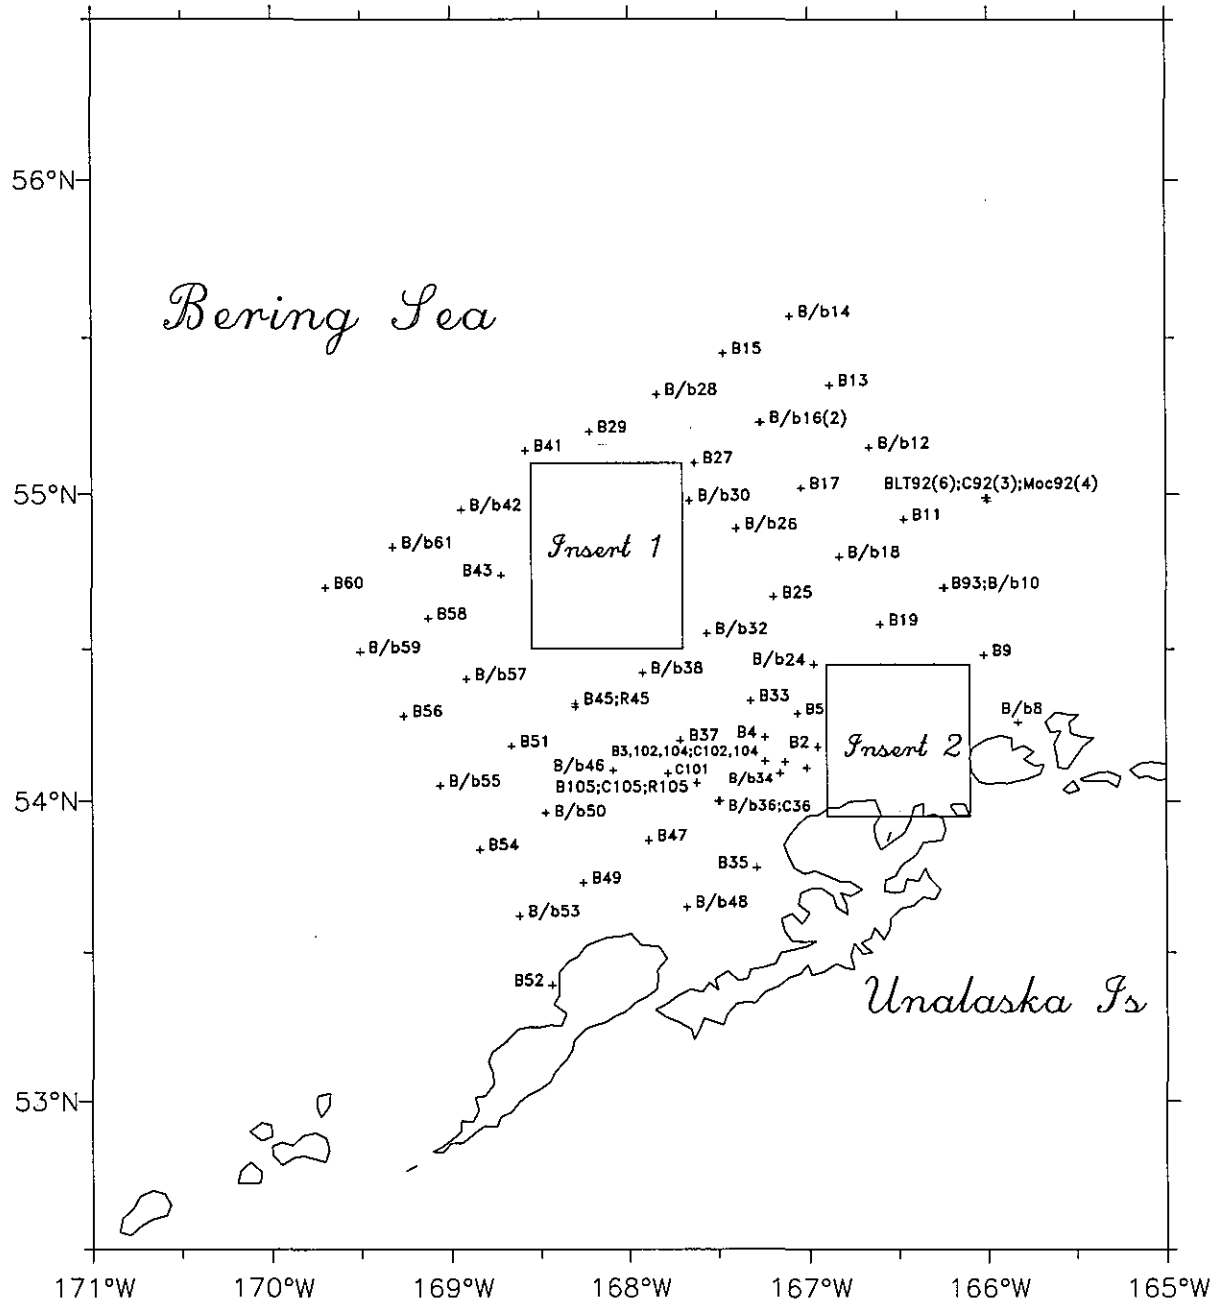 56°N
Bering Sea
B/b14
B15
B13
B/b28
B/b16(2)
B29
B/b12
B41
B27
BLT92(6);C92(3);Moc92(4)
B17
B/b30
B/b42
B11
B/b26
55°N
B/b61
Insert 1
B/b18
B43
B60
B93;B/b10
B25
B58
B19
B/b32
B/b59
B9
B/b24
B/b38
B/b57
B45;R45
B33
B56
B5
B/b8
B37
B4
B51
B2
Insert 2
B3,102,104;C102,104
B/b46
C101
B/b34
B/b55
B105;C105;R105
54°N
B/b36;C36
B/b50
B54
B47
B35
B49
B/b48
B/b53
B52
Unalaska Is
53°N
171°W 170°W 169°W 168°W 167°W 166°W 165°W